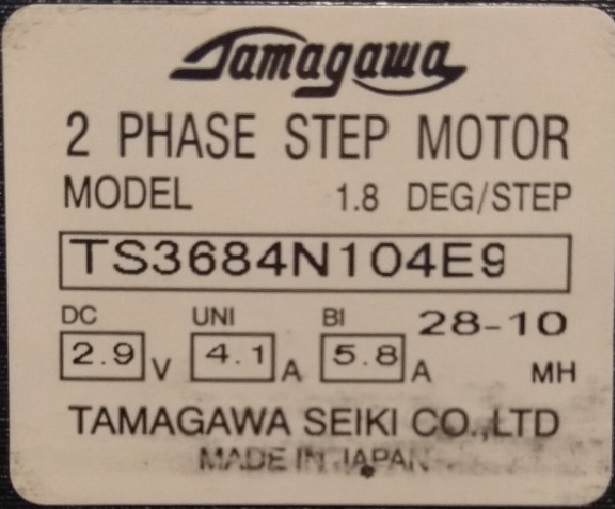 Tamagawa
2 PHASE STEP MOTOR
MODEL 1.8 DEG/STEP
TS3684N104E9
DC UNI BI 28-10
2.9 V 4.1 A 5.8 A MH
TAMAGAWA SEIKI CO.,LTD
MADE IN JAPAN